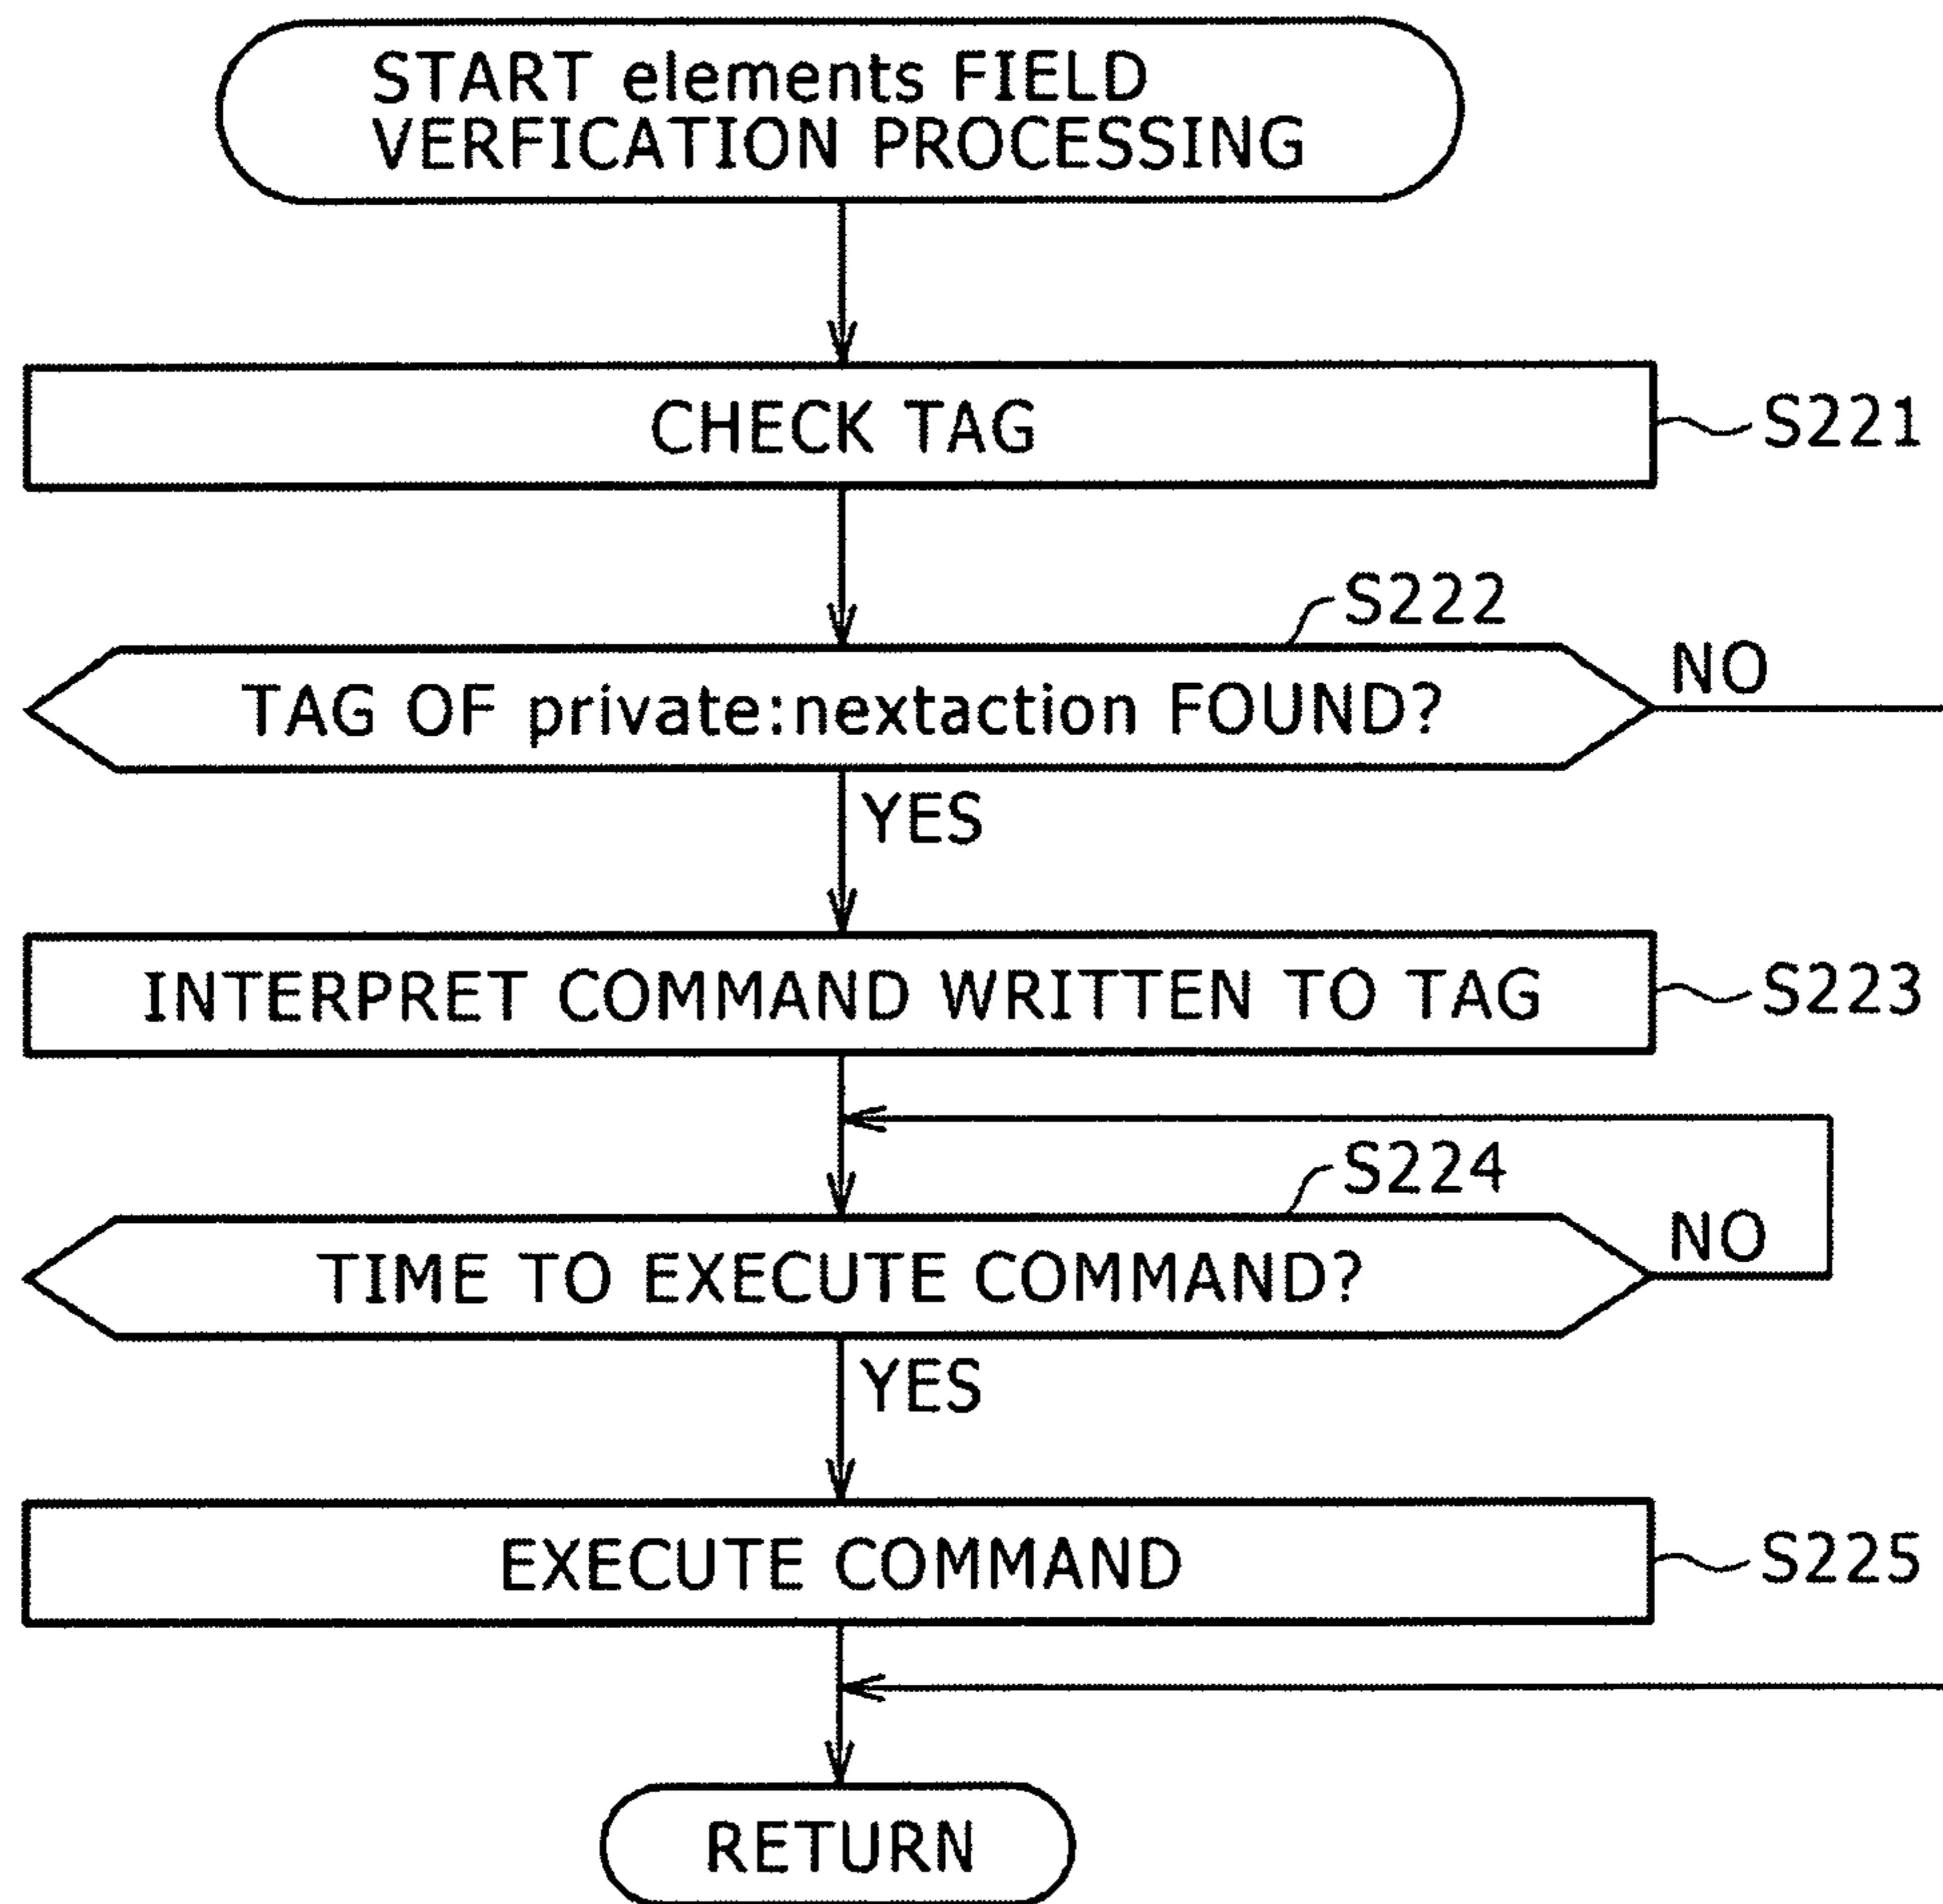 START elements FIELD
VERFICATION PROCESSING
CHECK TAG
S221
S222
TAG OF private:nextaction FOUND?
NO
YES
INTERPRET COMMAND WRITTEN TO TAG
S223
S224
TIME TO EXECUTE COMMAND?
NO
YES
EXECUTE COMMAND
S225
RETURN